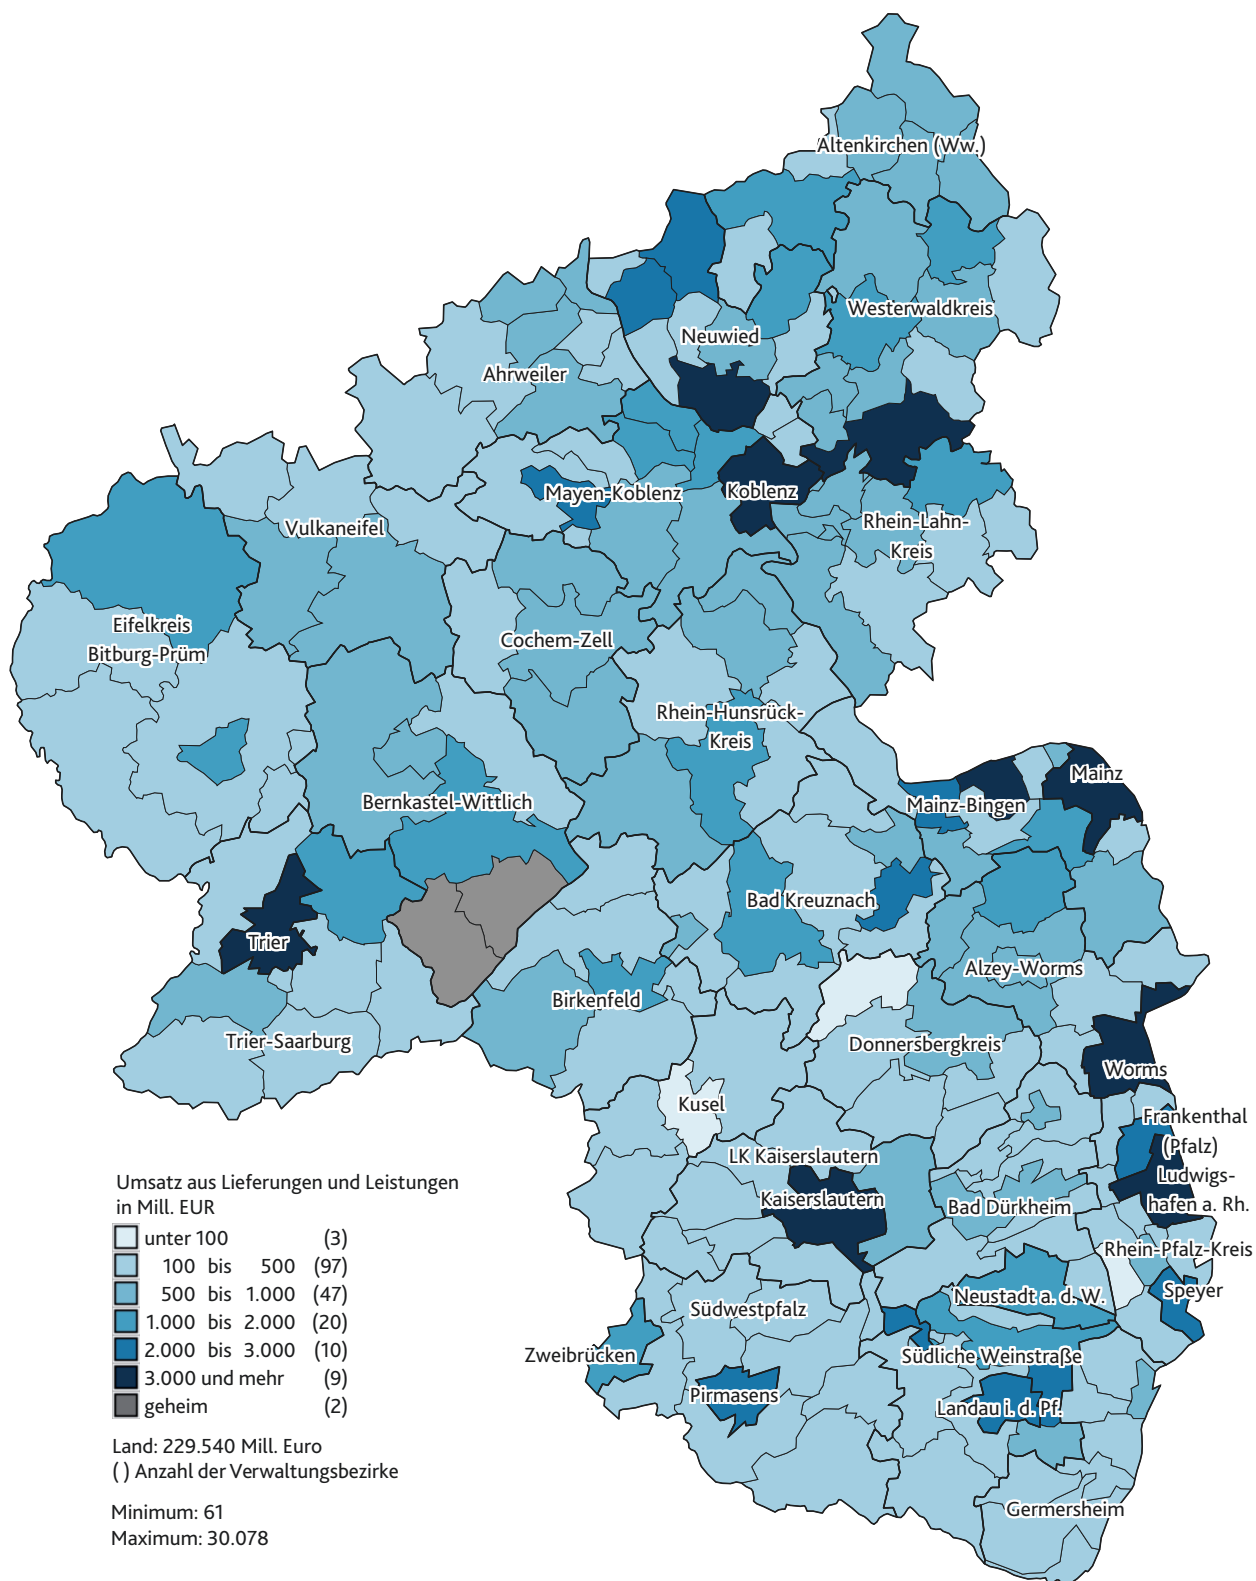 Altenkirchen (Ww.)
Westerwaldkreis
Neuwied
Ahrweiler
Mayen-Koblenz
Koblenz
Rhein-Lahn-
Kreis
Vulkaneifel
Eifelkreis
Bitburg-Prüm
Cochem-Zell
Rhein-Hunsrück-
Kreis
Mainz
Mainz-Bingen
Bernkastel-Wittlich
Bad Kreuznach
Trier
Alzey-Worms
Birkenfeld
Trier-Saarburg
Donnersbergkreis
Worms
Kusel
Frankenthal
(Pfalz)
LK Kaiserslautern
Ludwigs-
hafen a. Rh.
Kaiserslautern
Bad Dürkheim
Rhein-Pfalz-Kreis
Speyer
Neustadt a. d. W.
Südwestpfalz
Zweibrücken
Südliche Weinstraße
Pirmasens
Landau i. d. Pf.
Germersheim
Umsatz aus Lieferungen und Leistungen
in Mill. EUR
unter 100 (3)
100 bis 500 (97)
500 bis 1.000 (47)
1.000 bis 2.000 (20)
2.000 bis 3.000 (10)
3.000 und mehr (9)
geheim (2)
Land: 229.540 Mill. Euro
( ) Anzahl der Verwaltungsbezirke
Minimum: 61
Maximum: 30.078